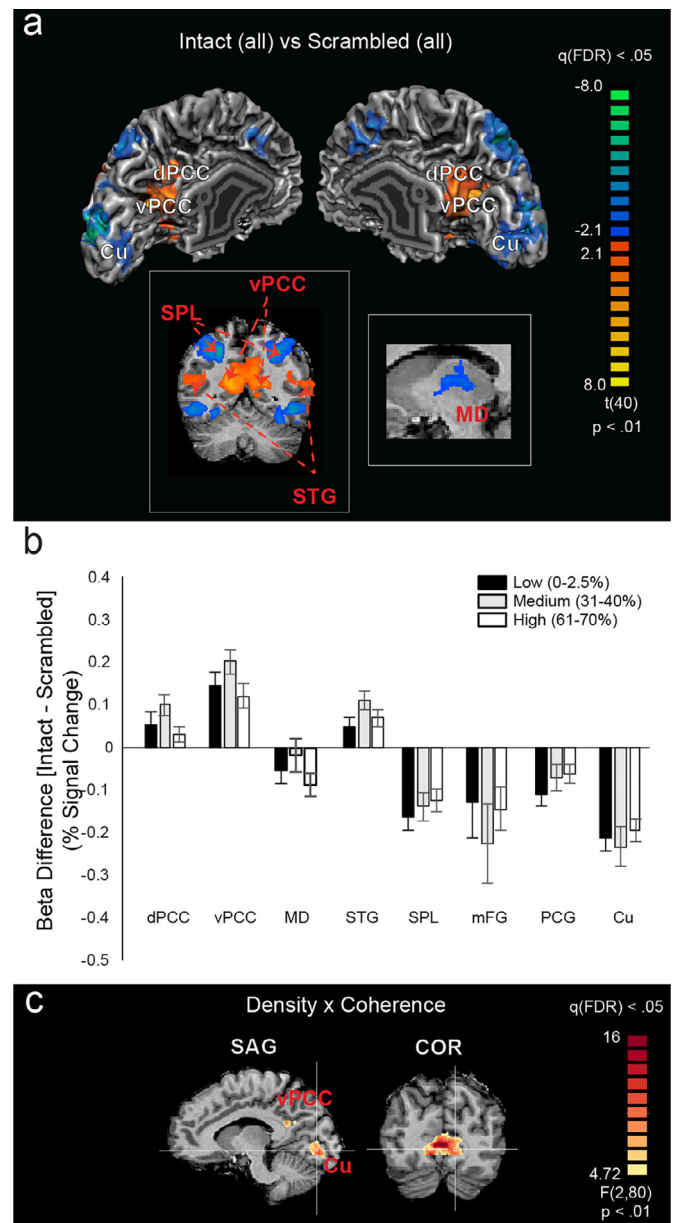 a
Intact (all) vs Scrambled (all)
q(FDR) < .05
-8.0
-2.1
2.1
8.0
t(40)
p < .01
dPCC
vPCC
Cu
dPCC
vPCC
Cu
vPCC
SPL
STG
MD
b
Beta Difference [Intact - Scrambled]
(% Signal Change)
0.4
0.3
0.2
0.1
0
-0.1
-0.2
-0.3
-0.4
-0.5
Low (0-2.5%)
Medium (31-40%)
High (61-70%)
dPCC vPCC MD STG SPL mFG PCG Cu
c
Density x Coherence
q(FDR) < .05
SAG
COR
vPCC
Cu
16
4.72
F(2,80)
p < .01